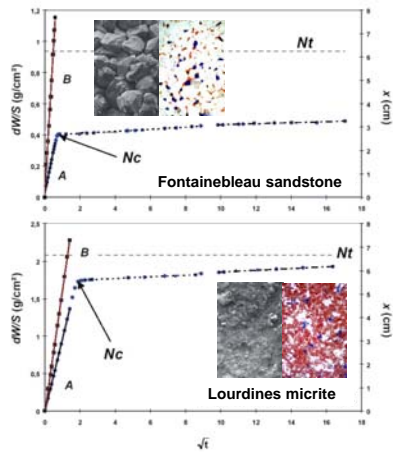 1,2
1
0,8
0,6
0,4
0,2
0
dW/S (g/cm²)
B
A
Nt
Nc
Fontainebleau sandstone
8
7
6
5
4
3
2
1
0
x (cm)
0 2 4 6 8 10 12 14 16 18
2,5
2
1,5
1
0,5
0
dW/S (g/cm²)
B
A
Nt
Nc
Lourdines micrite
8
7
6
5
4
3
2
1
0
x (cm)
0 2 4 6 8 10 12 14 16 18
√t